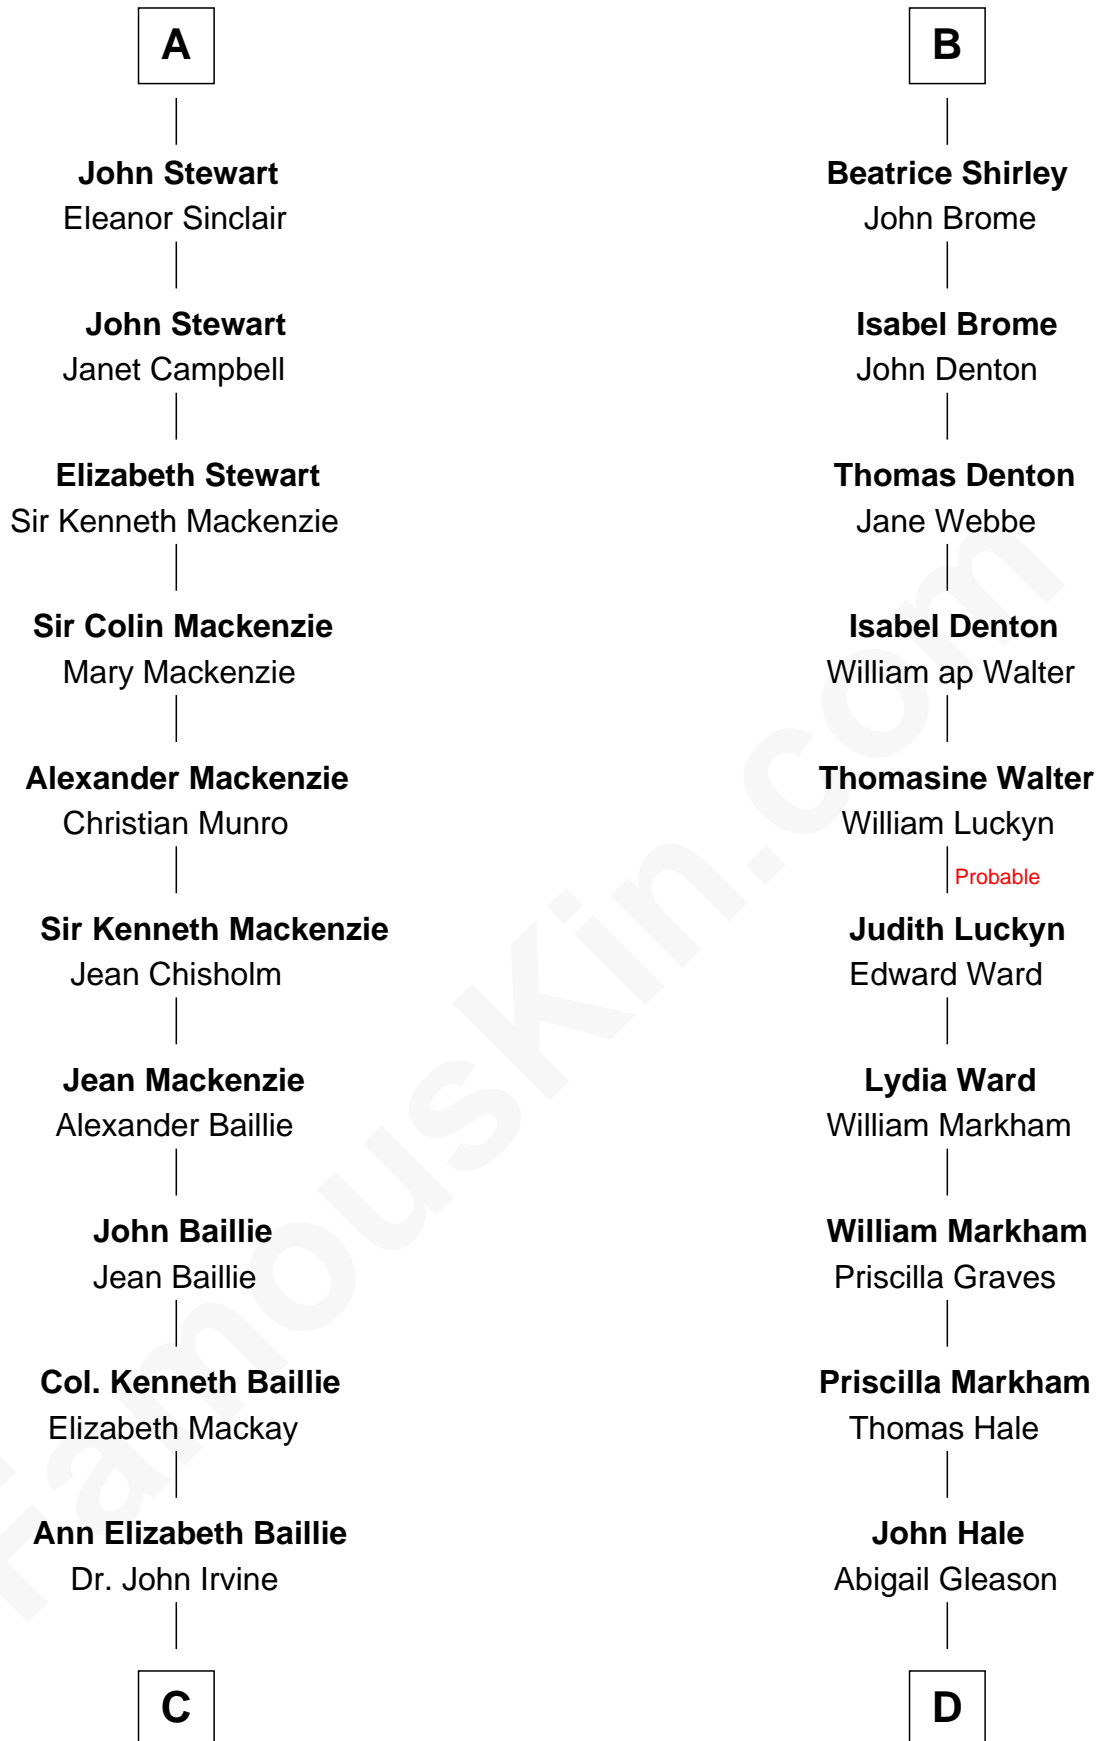 A
John Stewart
Eleanor Sinclair
John Stewart
Janet Campbell
Elizabeth Stewart
Sir Kenneth Mackenzie
Sir Colin Mackenzie
Mary Mackenzie
Alexander Mackenzie
Christian Munro
Sir Kenneth Mackenzie
Jean Chisholm
Jean Mackenzie
Alexander Baillie
John Baillie
Jean Baillie
Col. Kenneth Baillie
Elizabeth Mackay
Ann Elizabeth Baillie
Dr. John Irvine
C
B
Beatrice Shirley
John Brome
Isabel Brome
John Denton
Thomas Denton
Jane Webbe
Isabel Denton
William ap Walter
Thomasine Walter
William Luckyn
Probable
Judith Luckyn
Edward Ward
Lydia Ward
William Markham
William Markham
Priscilla Graves
Priscilla Markham
Thomas Hale
John Hale
Abigail Gleason
D
FamousKin.com